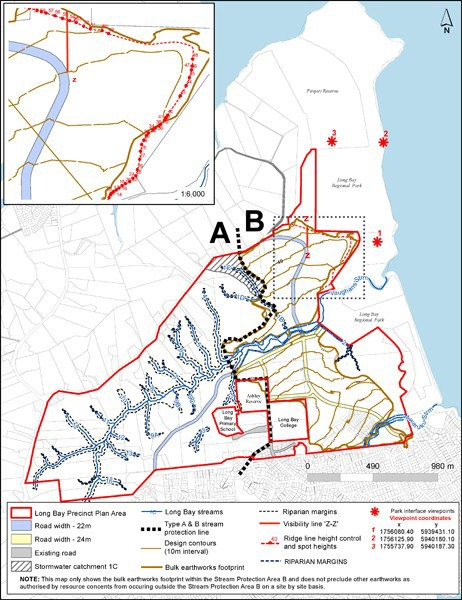 N
Z
Z
1:6,000
Piripiri Reserve
3
2
Long Bay
Regional Park
A B
Z
Z
1
Vaughans Strm
Long Bay
Regional Park
Awhiu
Reserve
Long
Bay
Primary
School
Long Bay
College
0 490 980 m
Long Bay Precinct Plan Area
Road width - 22m
Road width - 24m
Existing road
Stormwater catchment 1C
Long Bay streams
Type A & B stream
protection line
Design contours
(10m interval)
Bulk earthworks footprint
Riparian margins
Visibility line 'Z-Z'
40
Ridge line height control
and spot heights
RIPARIAN MARGINS
Park interface viewpoints
Viewpoint coordinates
x y
1 1756080.40 5939431.10
2 1756125.90 5940180.10
3 1755737.90 5940187.30
NOTE: This map only shows the bulk earthworks footprint within the Stream Protection Area B and does not preclude other earthworks as
authorised by resource consents from occuring outside the Stream Protection Area B on a site by site basis.